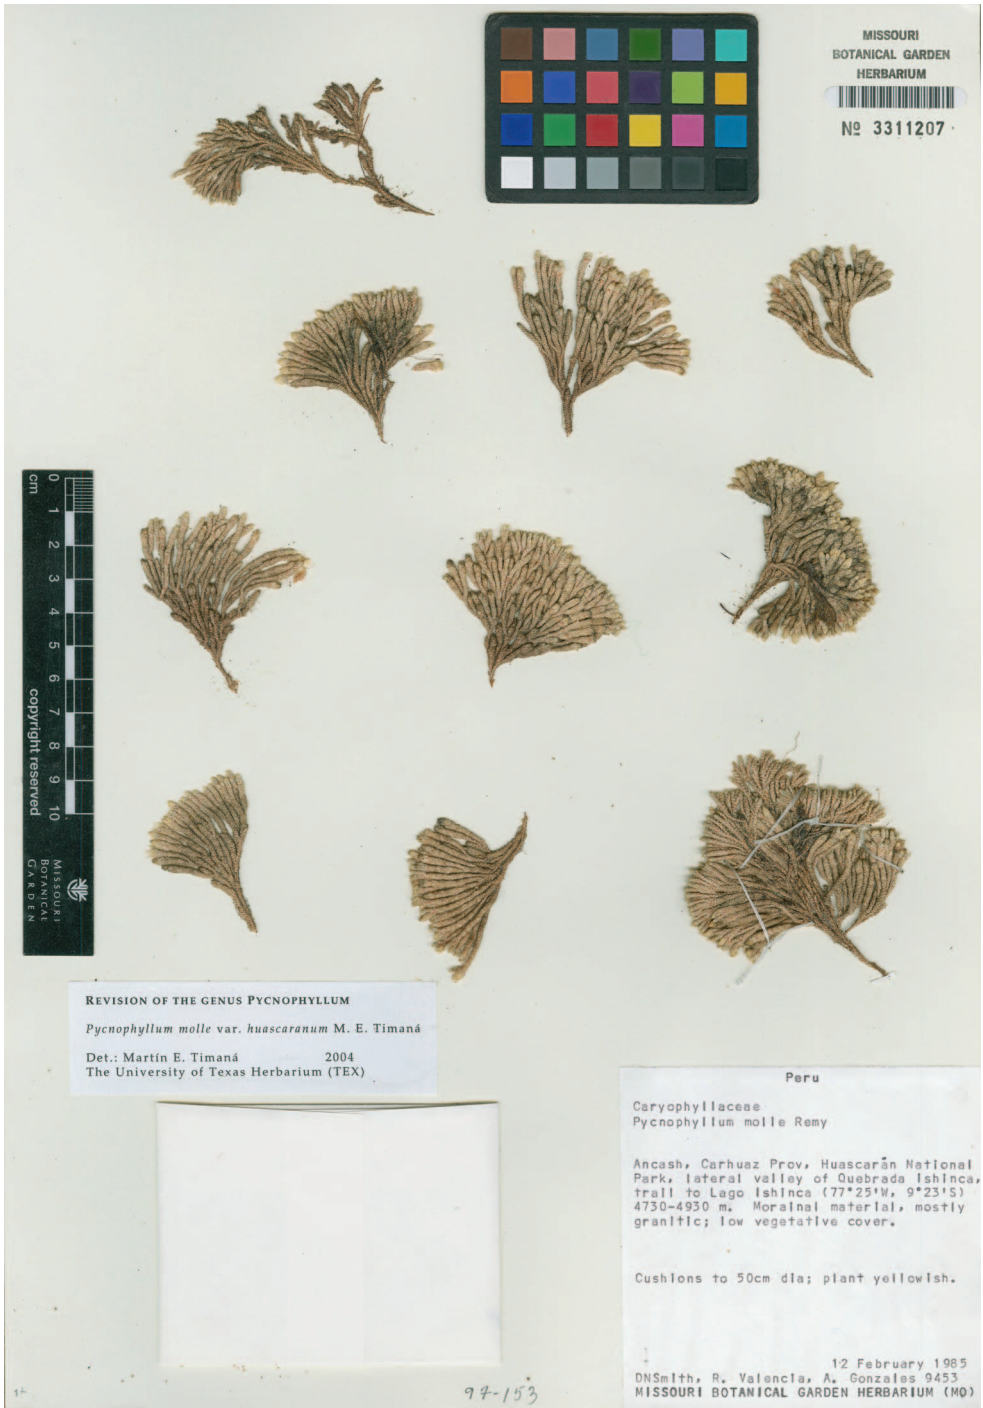 MISSOURI
BOTANICAL GARDEN
HERBARIUM
No 3311207
cm
0 1 2 3 4 5 6 7 8 9 10
copyright reserved
MISSOURI
BOTANICAL
GARDEN
REVISION OF THE GENUS PYCNOPHYLLUM
Pycnophyllum molle var. huascaranum M. E. Timaná
Det.: Martín E. Timaná 2004
The University of Texas Herbarium (TEX)
Peru
Caryophyllaceae
Pycnophyllum molle Remy
Ancash, Carhuaz Prov, Huascarán National
Park, lateral valley of Quebrada Ishinca,
trail to Lago Ishinca (77°25'W, 9°23'S)
4730-4930 m. Morainal material, mostly
granitic; low vegetative cover.
Cushions to 50cm dia; plant yellowish.
12 February 1985
DNSmith, R. Valencia, A. Gonzales 9453
MISSOURI BOTANICAL GARDEN HERBARIUM (MO)
97-153